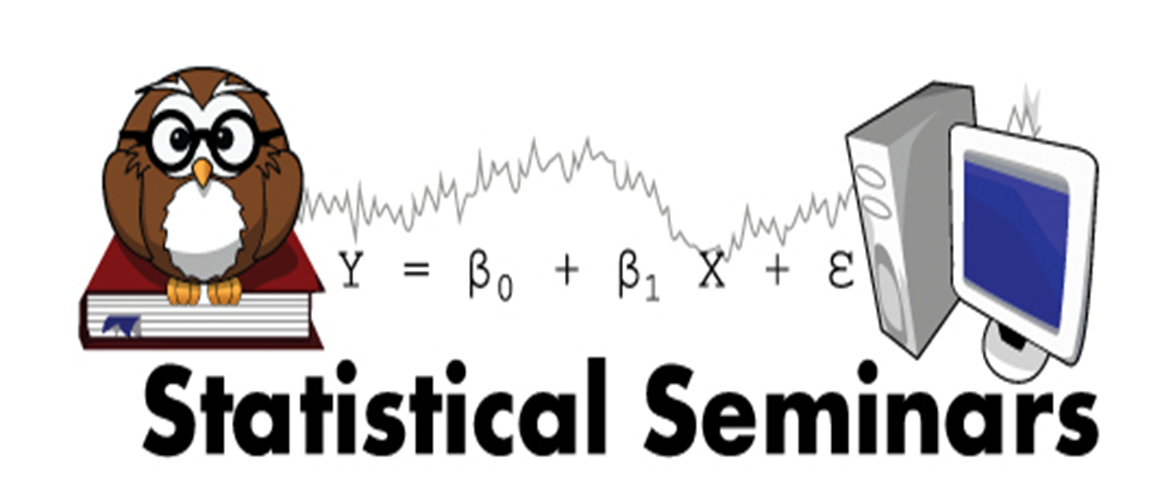 Y = β₀ + β₁ X + ε
Statistical Seminars